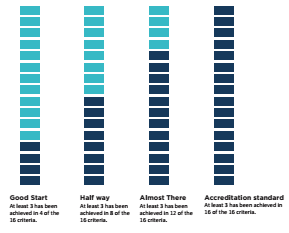 Good Start
At least 3 has been
achieved in 4 of the
16 criteria.
Half way
At least 3 has been
achieved in 8 of the
16 criteria.
Almost There
At least 3 has been
achieved in 12 of the
16 criteria.
Accreditation standard
At least 3 has been achieved in
16 of the 16 criteria.